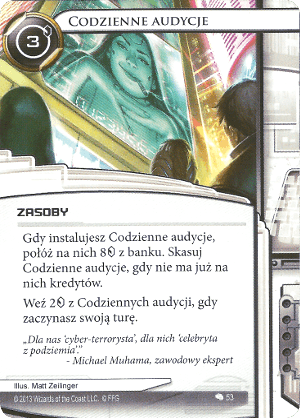 Codzienne audycje
3
ZASOBY
Gdy instalujesz Codzienne audycje,
połóż na nich 8 z banku. Skasuj
Codzienne audycje, gdy nie ma już na
nich kredytów.
Weź 2 z Codziennych audycji, gdy
zaczynasz swoją turę.
„Dla nas 'cyber-terrorysta', dla nich 'celebryta
z podziemia'.”
- Michael Muhama, zawodowy ekspert
Illus. Matt Zeilinger
© 2013 Wizards of the Coast LLC. © FFG
53